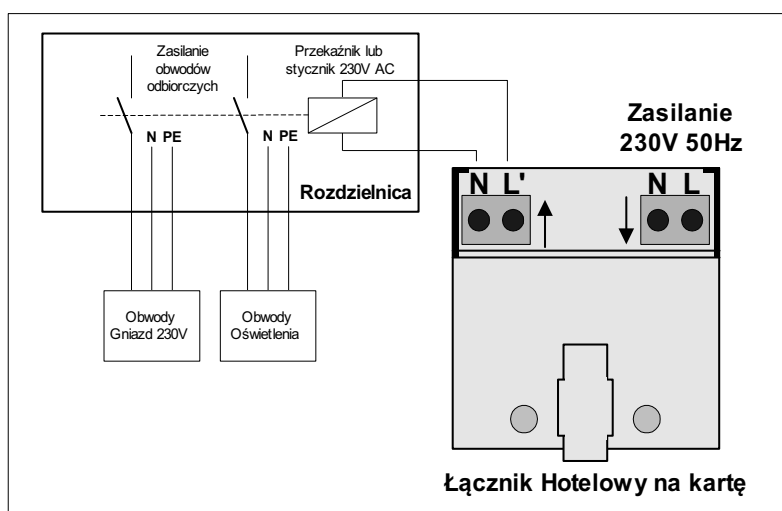 Zasilanie
obwodów
odbiorczych
Przekaźnik lub
stycznik 230V AC
N PE
N PE
Rozdzielnica
Zasilanie
230V 50Hz
N L'
N L
Obwody
Gniazd 230V
Obwody
Oświetlenia
Łącznik Hotelowy na kartę